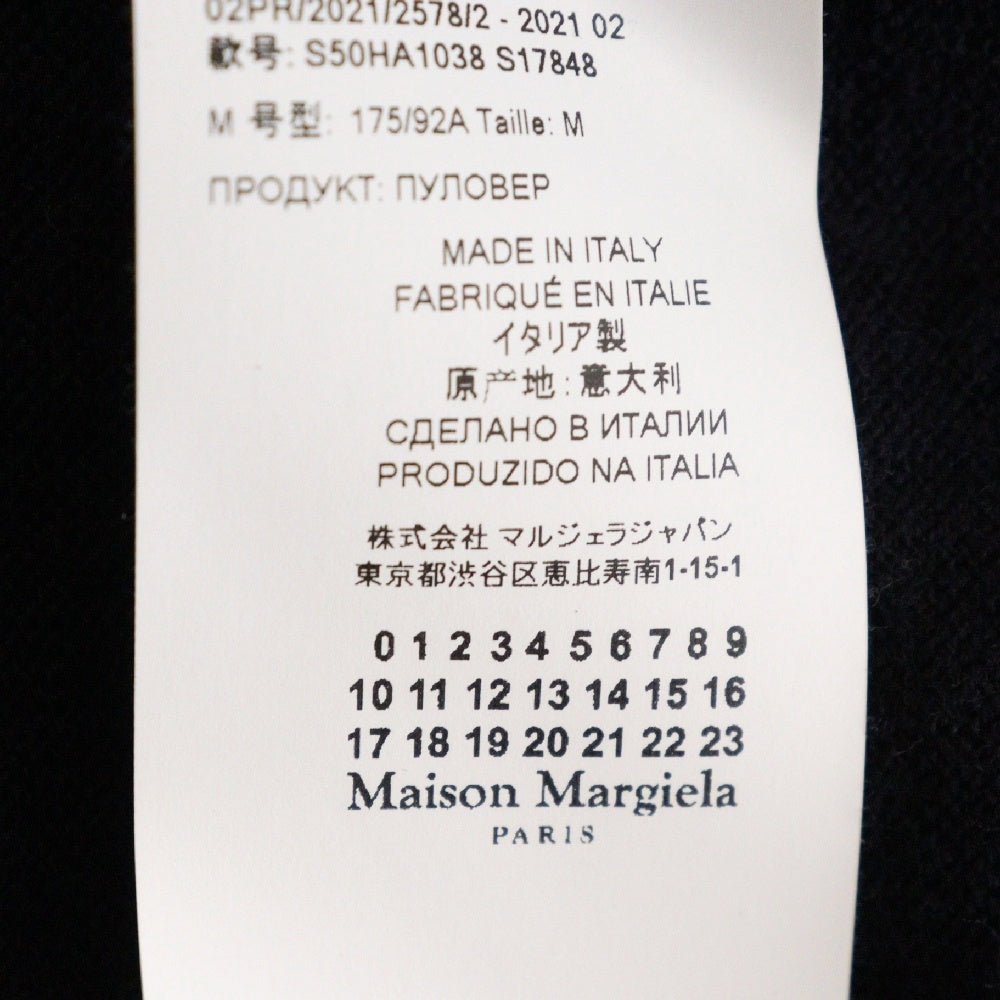 02PR/2021/2578/2 - 2021 02
款号: S50HA1038 S17848
M 号型: 175/92A Taille: M
ПРОДУКТ: ПУЛОВЕР
MADE IN ITALY
FABRIQUÉ EN ITALIE
イタリア製
原产地: 意大利
СДЕЛАНО В ИТАЛИИ
PRODUZIDO NA ITALIA
株式会社 マルジェラジャパン
東京都渋谷区恵比寿南1-15-1
0 1 2 3 4 5 6 7 8 9
10 11 12 13 14 15 16
17 18 19 20 21 22 23
Maison Margiela
PARIS